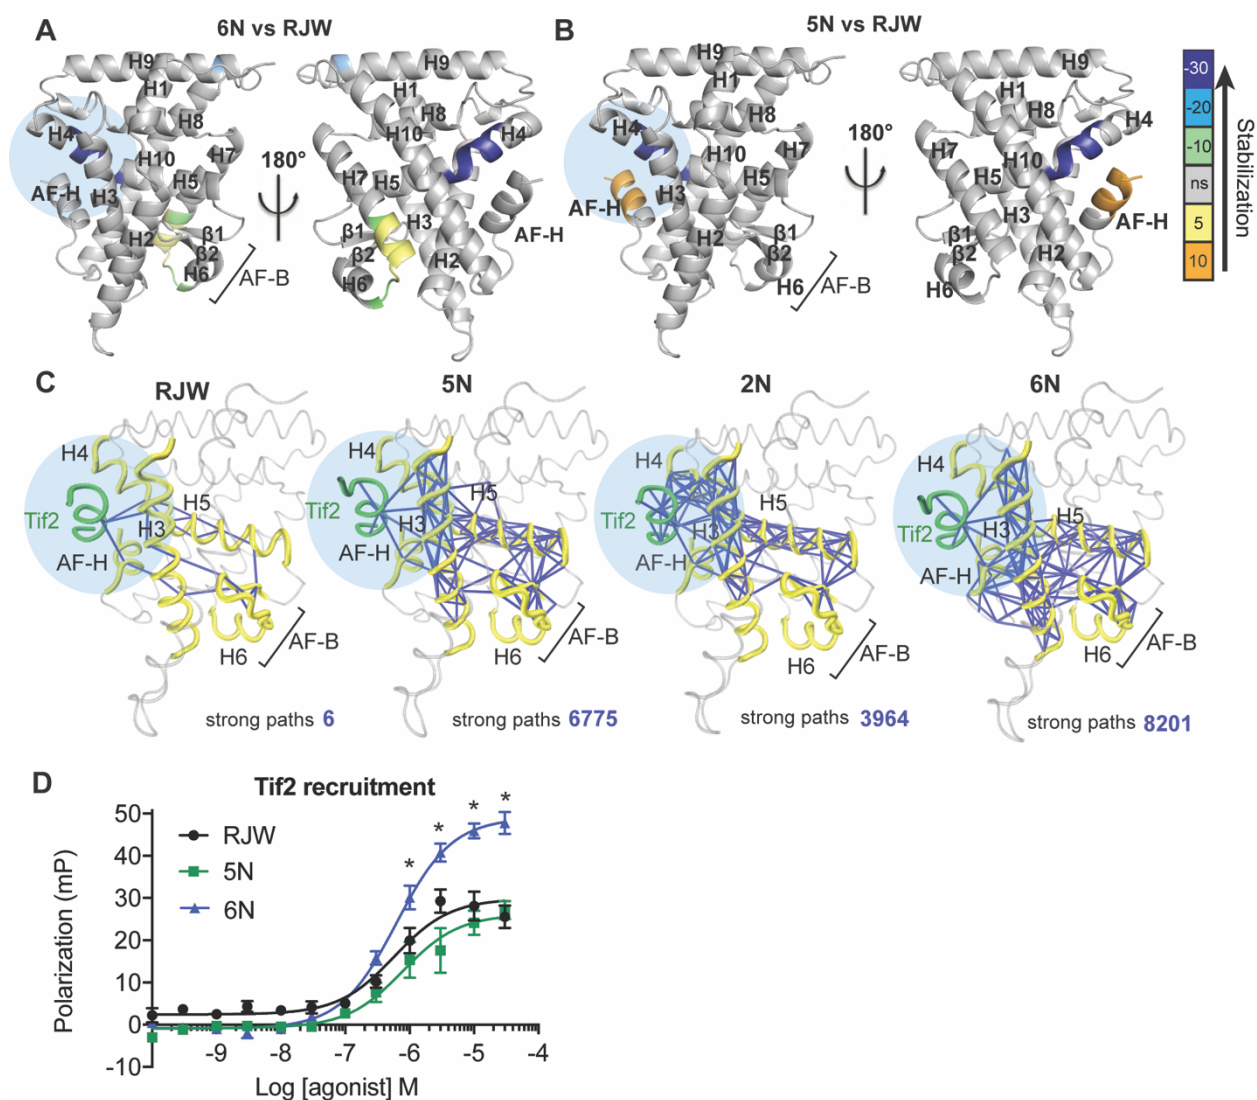 A
6N vs RJW
H9
H1
H8
H4
H10
H7
H5
AF-H
H3
H2
β1
β2
H6
AF-B
180°
H9
H1
H8
H10
H4
H7
H5
H3
β1
β2
H2
H6
AF-H
B
5N vs RJW
H9
H1
H8
H4
H10
H7
H5
AF-H
H3
H2
β1
β2
H6
AF-B
180°
H9
H1
H8
H4
H7
H10
H5
H3
AF-H
β1
β2
H2
H6
-30
-20
-10
ns
5
10
Stabilization
C
RJW
H4
H5
Tif2
H3
AF-H
H6
AF-B
strong paths 6
5N
H4
H5
Tif2
H3
AF-H
H6
AF-B
strong paths 6775
2N
H4
H5
Tif2
H3
AF-H
H6
AF-B
strong paths 3964
6N
H4
H5
Tif2
H3
AF-H
H6
AF-B
strong paths 8201
D
Tif2 recruitment
Polarization (mP)
50
40
30
20
10
0
-10
RJW
5N
6N
* * * *
-9 -8 -7 -6 -5 -4
Log [agonist] M